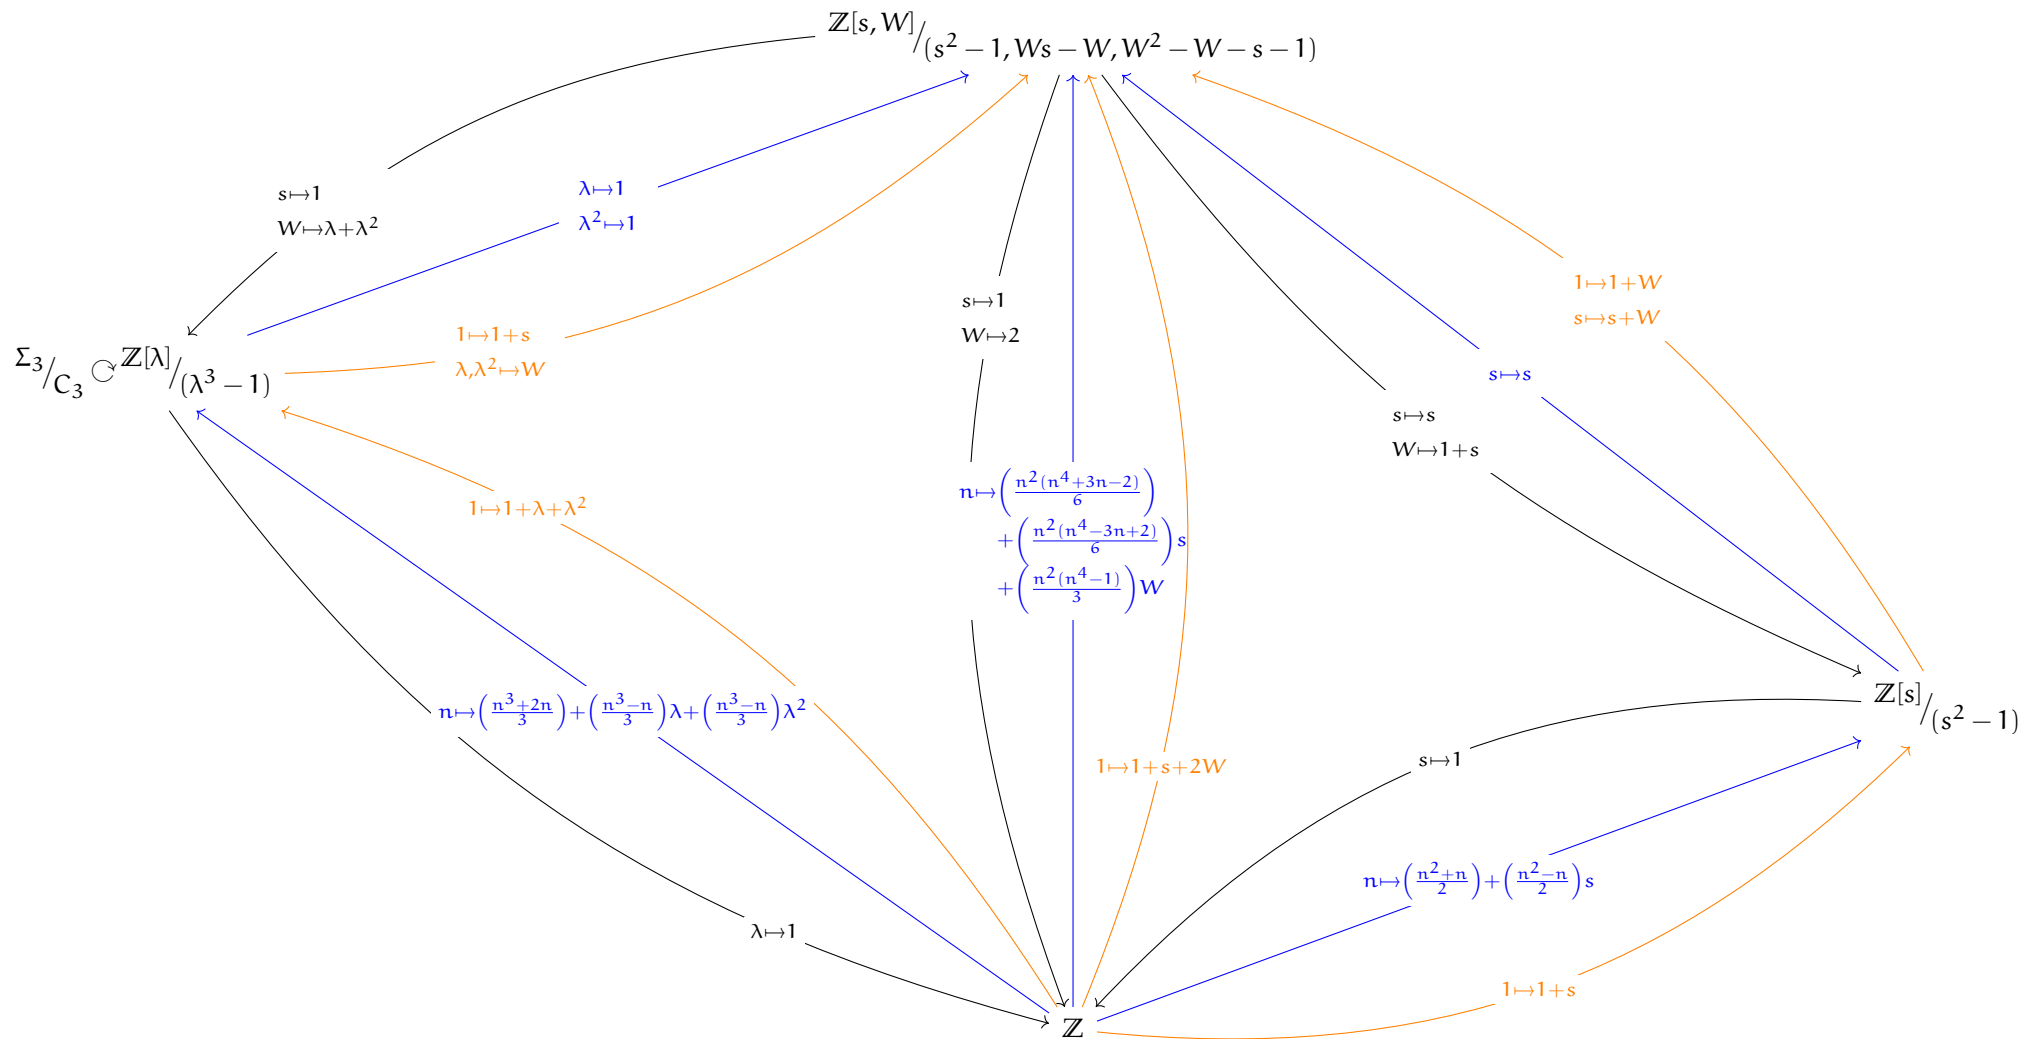 ℤ[s, W]/(s² − 1, Ws − W, W² − W − s − 1)
s↦1
W↦λ+λ²
λ↦1
λ²↦1
1↦1+W
s↦s+W
s↦1
W↦2
1↦1+s
λ,λ²↦W
Σ₃/C₃ ↻ ℤ[λ]/(λ³ − 1)
s↦s
s↦s
W↦1+s
n↦(n²(n⁴+3n−2)/6)
+(n²(n⁴−3n+2)/6)s
+(n²(n⁴−1)/3)W
1↦1+λ+λ²
n↦((n³+2n)/3)+((n³−n)/3)λ+((n³−n)/3)λ²
ℤ[s]/(s² − 1)
1↦1+s+2W
s↦1
n↦((n²+n)/2)+((n²−n)/2)s
λ↦1
1↦1+s
ℤ